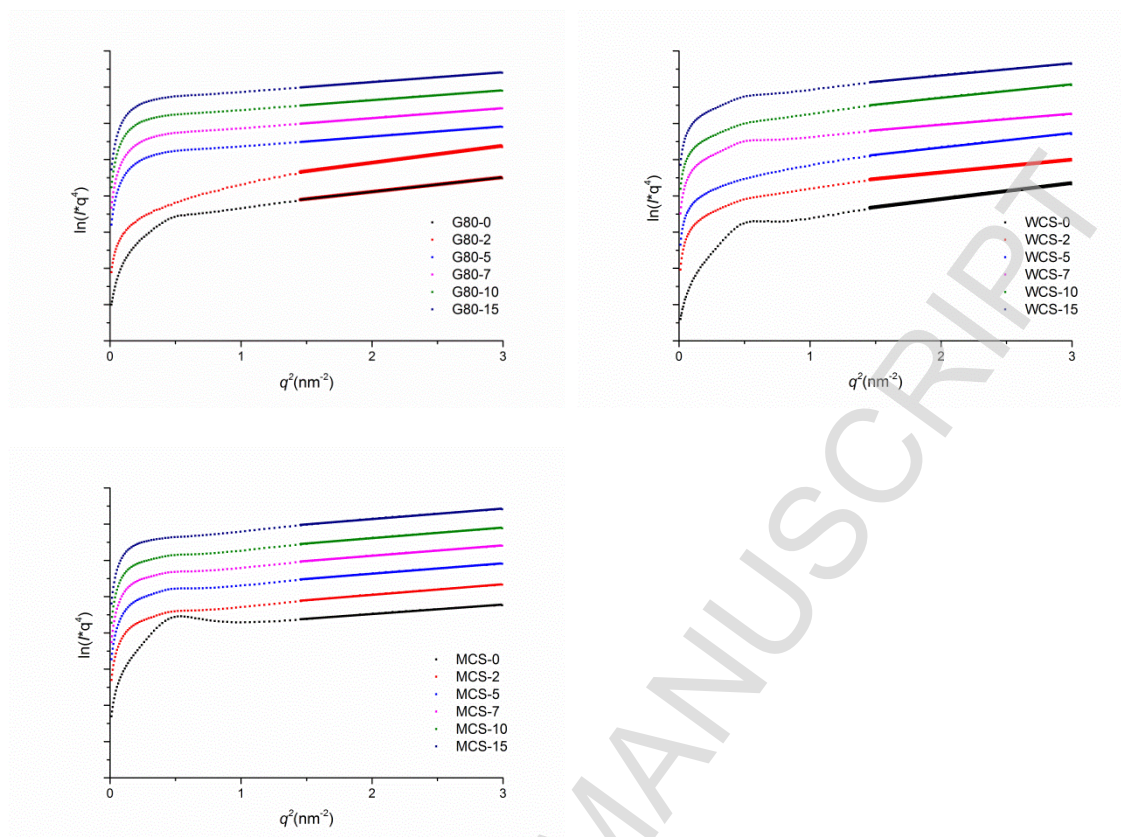 ln(I*q⁴)
G80-0
G80-2
G80-5
G80-7
G80-10
G80-15
0 1 2 3
q²(nm⁻²)
ln(I*q⁴)
WCS-0
WCS-2
WCS-5
WCS-7
WCS-10
WCS-15
0 1 2 3
q²(nm⁻²)
ln(I*q⁴)
MCS-0
MCS-2
MCS-5
MCS-7
MCS-10
MCS-15
0 1 2 3
q²(nm⁻²)
MANUSCRIPT